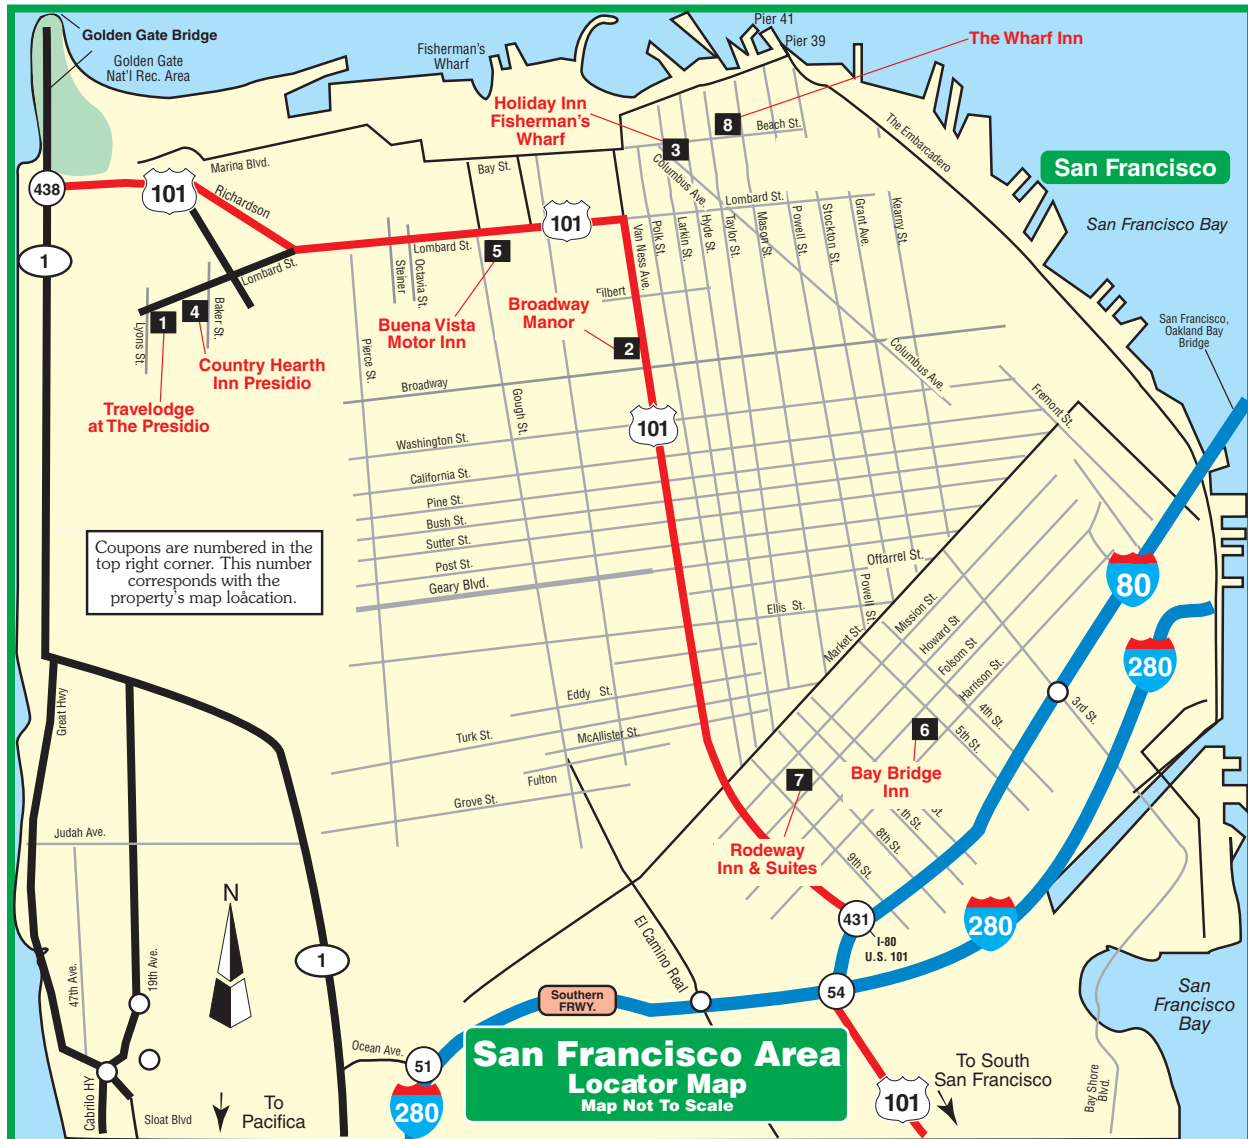 Pier 41
Pier 39
Golden Gate Bridge
Golden Gate
Nat'l Rec. Area
Fisherman's
Wharf
The Wharf Inn
Holiday Inn
Fisherman's
Wharf
8
Beach St.
The Embarcadero
3
Marina Blvd.
Bay St.
Columbus Ave.
San Francisco
438
101
Richardson
Lombard St.
San Francisco Bay
101
Van Ness Ave.
Polk St.
Larkin St.
Hyde St.
Taylor St.
Mason St.
Powell St.
Stockton St.
Grant Ave.
Kearny St.
1
Lombard St.
5
Lombard St.
Steiner
Octavia St.
Filbert
1
4
Lyons St.
Baker St.
Broadway
Manor
2
Buena Vista
Motor Inn
San Francisco,
Oakland Bay
Bridge
Country Hearth
Inn Presidio
Pierce St.
Columbus Ave.
Broadway
Travelodge
at The Presidio
Gough St.
Fremont St.
101
Washington St.
California St.
Pine St.
Bush St.
Sutter St.
Post St.
Geary Blvd.
Coupons are numbered in the
top right corner. This number
corresponds with the
property's map loåcation.
Offarrel St.
80
Powell St.
Ellis St.
Mission St.
Howard St
Folsom St
Harrison St.
Market St.
280
Great Hwy
Eddy St.
4th St.
3rd St.
Turk St.
McAllister St.
5th St.
6
Fulton
7
Bay Bridge
Inn
Grove St.
St.
7th St.
Judah Ave.
8th St.
Rodeway
Inn & Suites
9th St.
N
431
280
I-80
U.S. 101
El Camino Real
1
47th Ave.
19th Ave.
54
Southern
FRWY.
San
Francisco
Bay
Ocean Ave.
51
San Francisco Area
Locator Map
Map Not To Scale
To South
San Francisco
Cabrilo HY
Sloat Blvd
To
Pacifica
280
101
Bay Shore
Blvd.